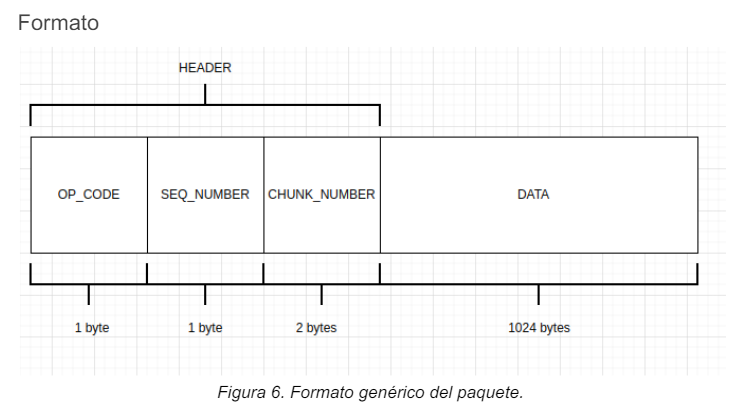 Formato
HEADER
OP_CODE
SEQ_NUMBER
CHUNK_NUMBER
DATA
1 byte
1 byte
2 bytes
1024 bytes
Figura 6. Formato genérico del paquete.